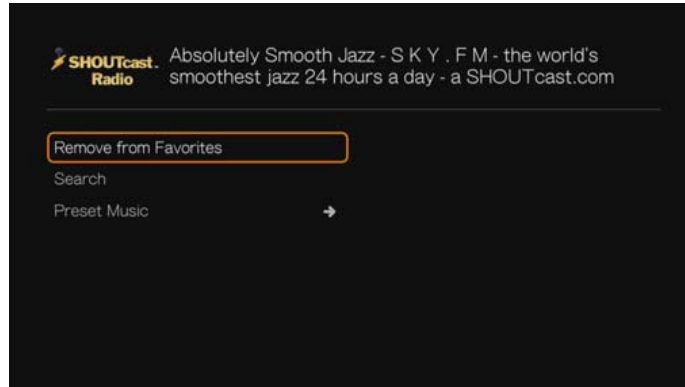 SHOUTcast
Radio
Absolutely Smooth Jazz - S K Y . F M - the world's
smoothest jazz 24 hours a day - a SHOUTcast.com
Remove from Favorites
Search
Preset Music